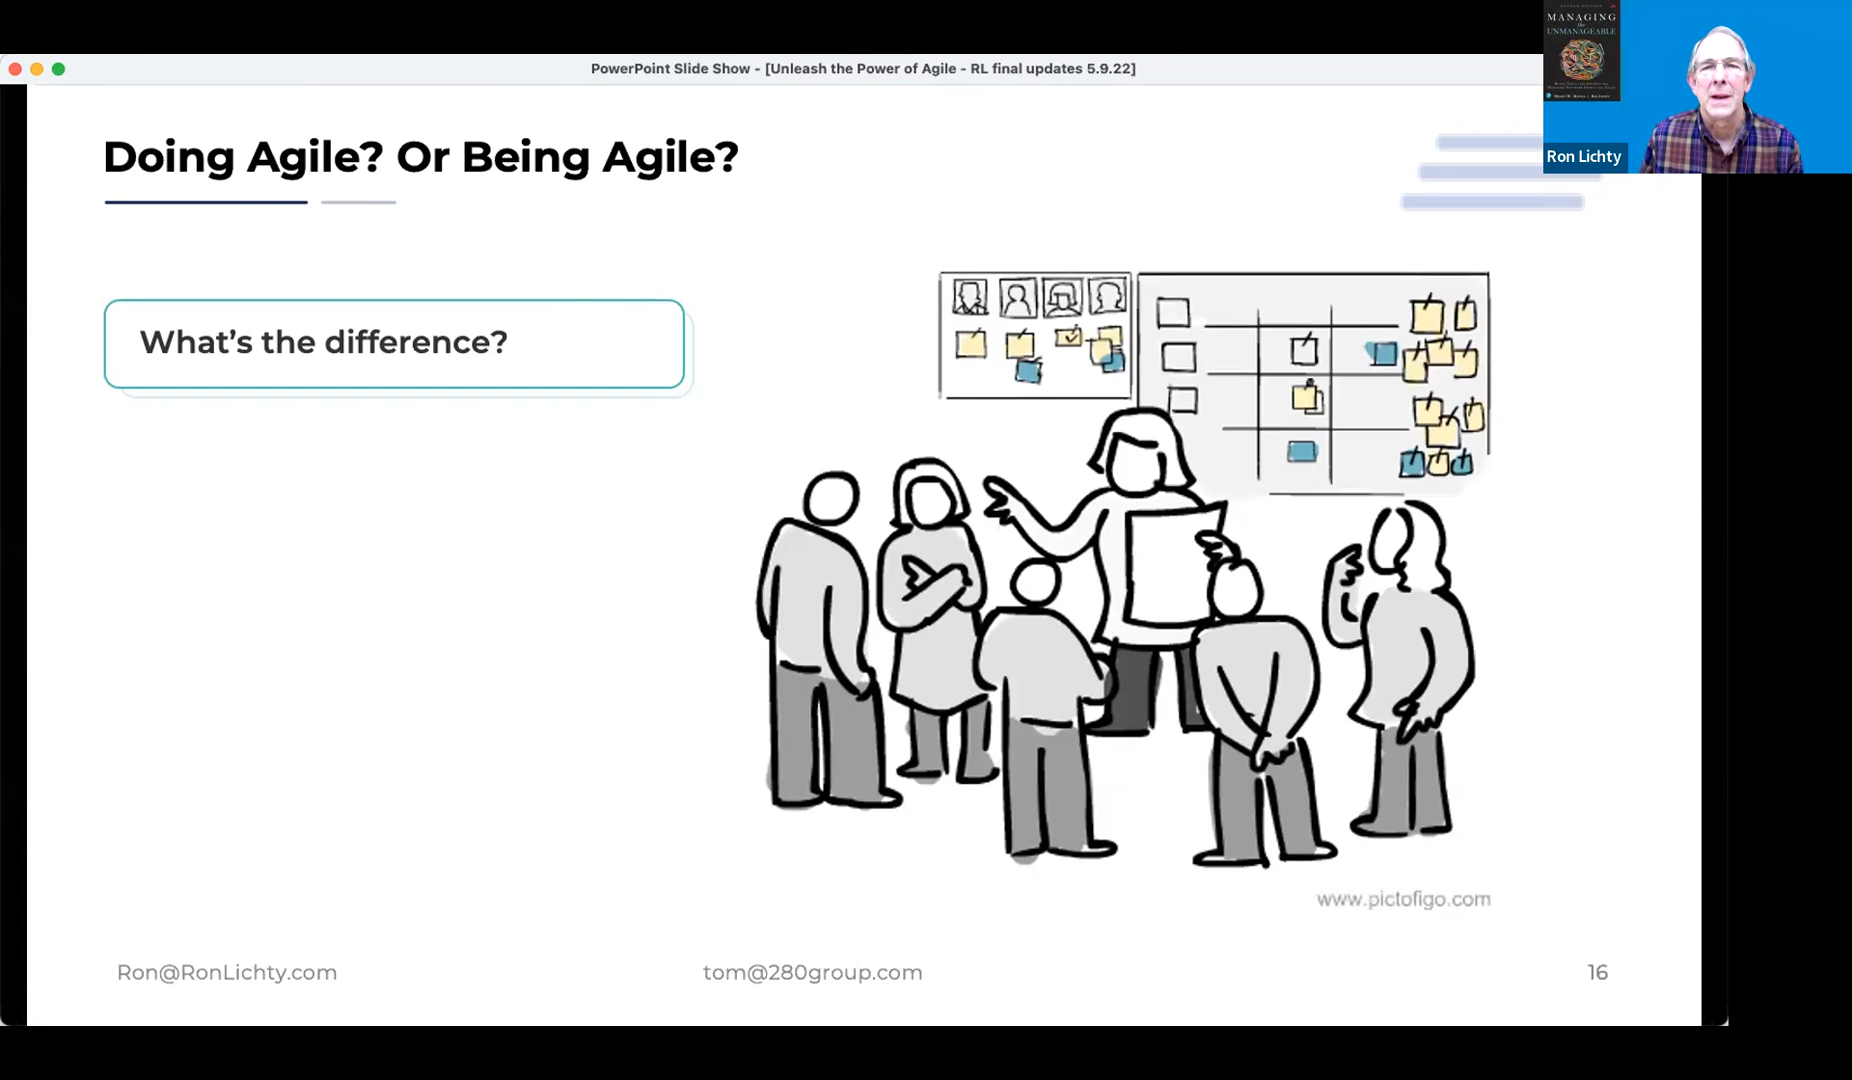 PowerPoint Slide Show - [Unleash the Power of Agile - RL final updates 5.9.22]
MANAGING
the
UNMANAGEABLE
Ron Lichty
Doing Agile? Or Being Agile?
What's the difference?
www.pictofigo.com
Ron@RonLichty.com
tom@280group.com
16